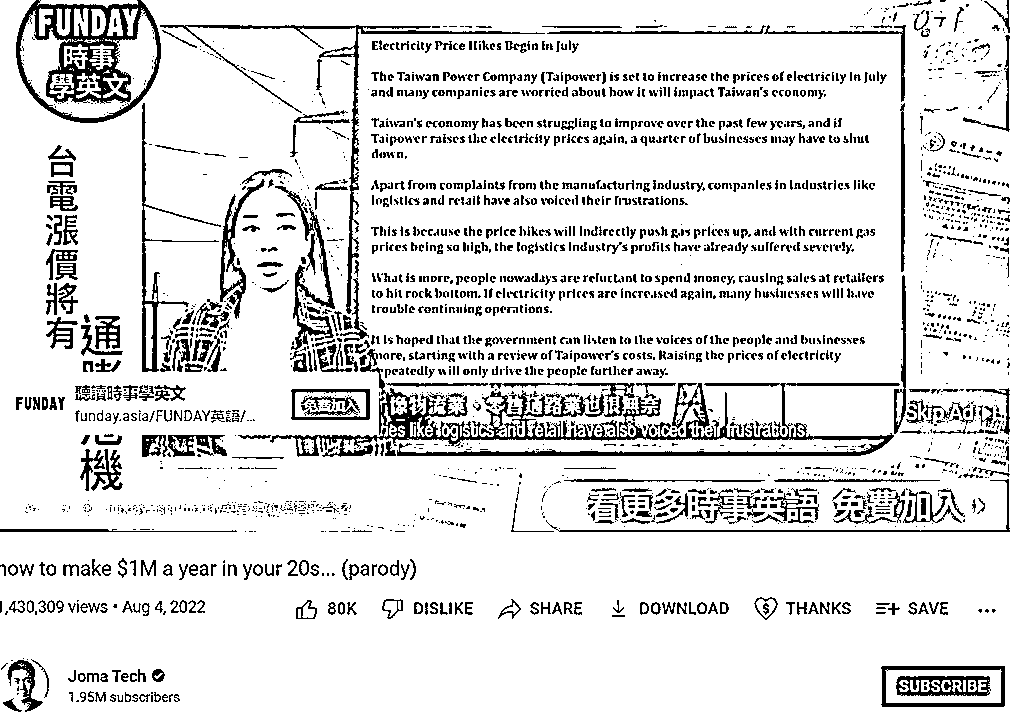 FUNDAY
時事
學英文
台電漲價將有
通
機
Electricity Price Hikes Begin in July
The Taiwan Power Company (Taipower) is set to increase the prices of electricity in July
and many companies are worried about how it will impact Taiwan's economy.
Taiwan's economy has been struggling to improve over the past few years, and if
Taipower raises the electricity prices again, a quarter of businesses may have to shut
down.
Apart from complaints from the manufacturing industry, companies in industries like
logistics and retail have also voiced their frustrations.
This is because the price hikes will indirectly push gas prices up, and with current gas
prices being so high, the logistics industry's profits have already suffered severely.
What is more, people nowadays are reluctant to spend money, causing sales at retailers
to hit rock bottom. If electricity prices are increased again, many businesses will have
trouble continuing operations.
It is hoped that the government can listen to the voices of the people and businesses
more, starting with a review of Taipower's costs. Raising the prices of electricity
repeatedly will only drive the people further away.
FUNDAY
聽讀時事學英文
funday.asia/FUNDAY英語/...
免費加入
像物流業、零售通路業也很無奈
like logistics and retail have also voiced their frustrations.
Skip Ad
看更多時事英語 免費加入
how to make $1M a year in your 20s... (parody)
1,430,309 views • Aug 4, 2022
80K
DISLIKE
SHARE
DOWNLOAD
THANKS
SAVE
...
Joma Tech
1.95M subscribers
SUBSCRIBE